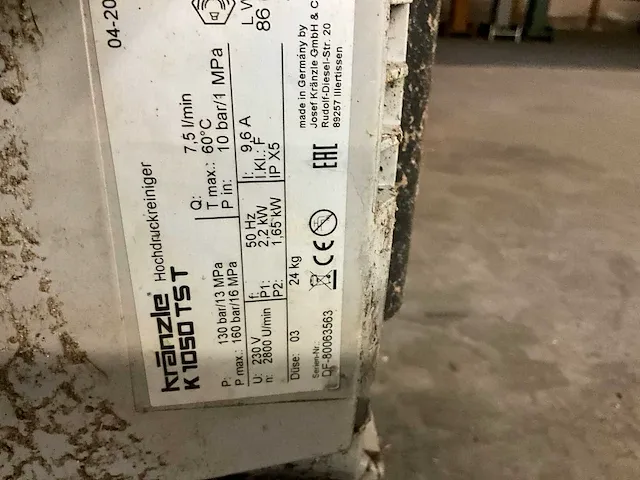 kränzle Hochdruckreiniger
K 1050 TS T
04-20
P: 130 bar/13 MPa
P max.: 160 bar/16 MPa
Q: 7,5 l/min
T max.: 60°C
P in: 10 bar/1 MPa
L W
86
U: 230 V f: 50 Hz I: 9,6 A
n: 2800 U/min P1: 2,2 kW I.Kl.: F
P2: 1,65 kW IP X5
Düse: 03 24 kg
Serien-Nr.:
DF-80063563
CE EAC
made in Germany by
Josef Kränzle GmbH & C
Rudolf-Diesel-Str. 20
89257 Illertissen